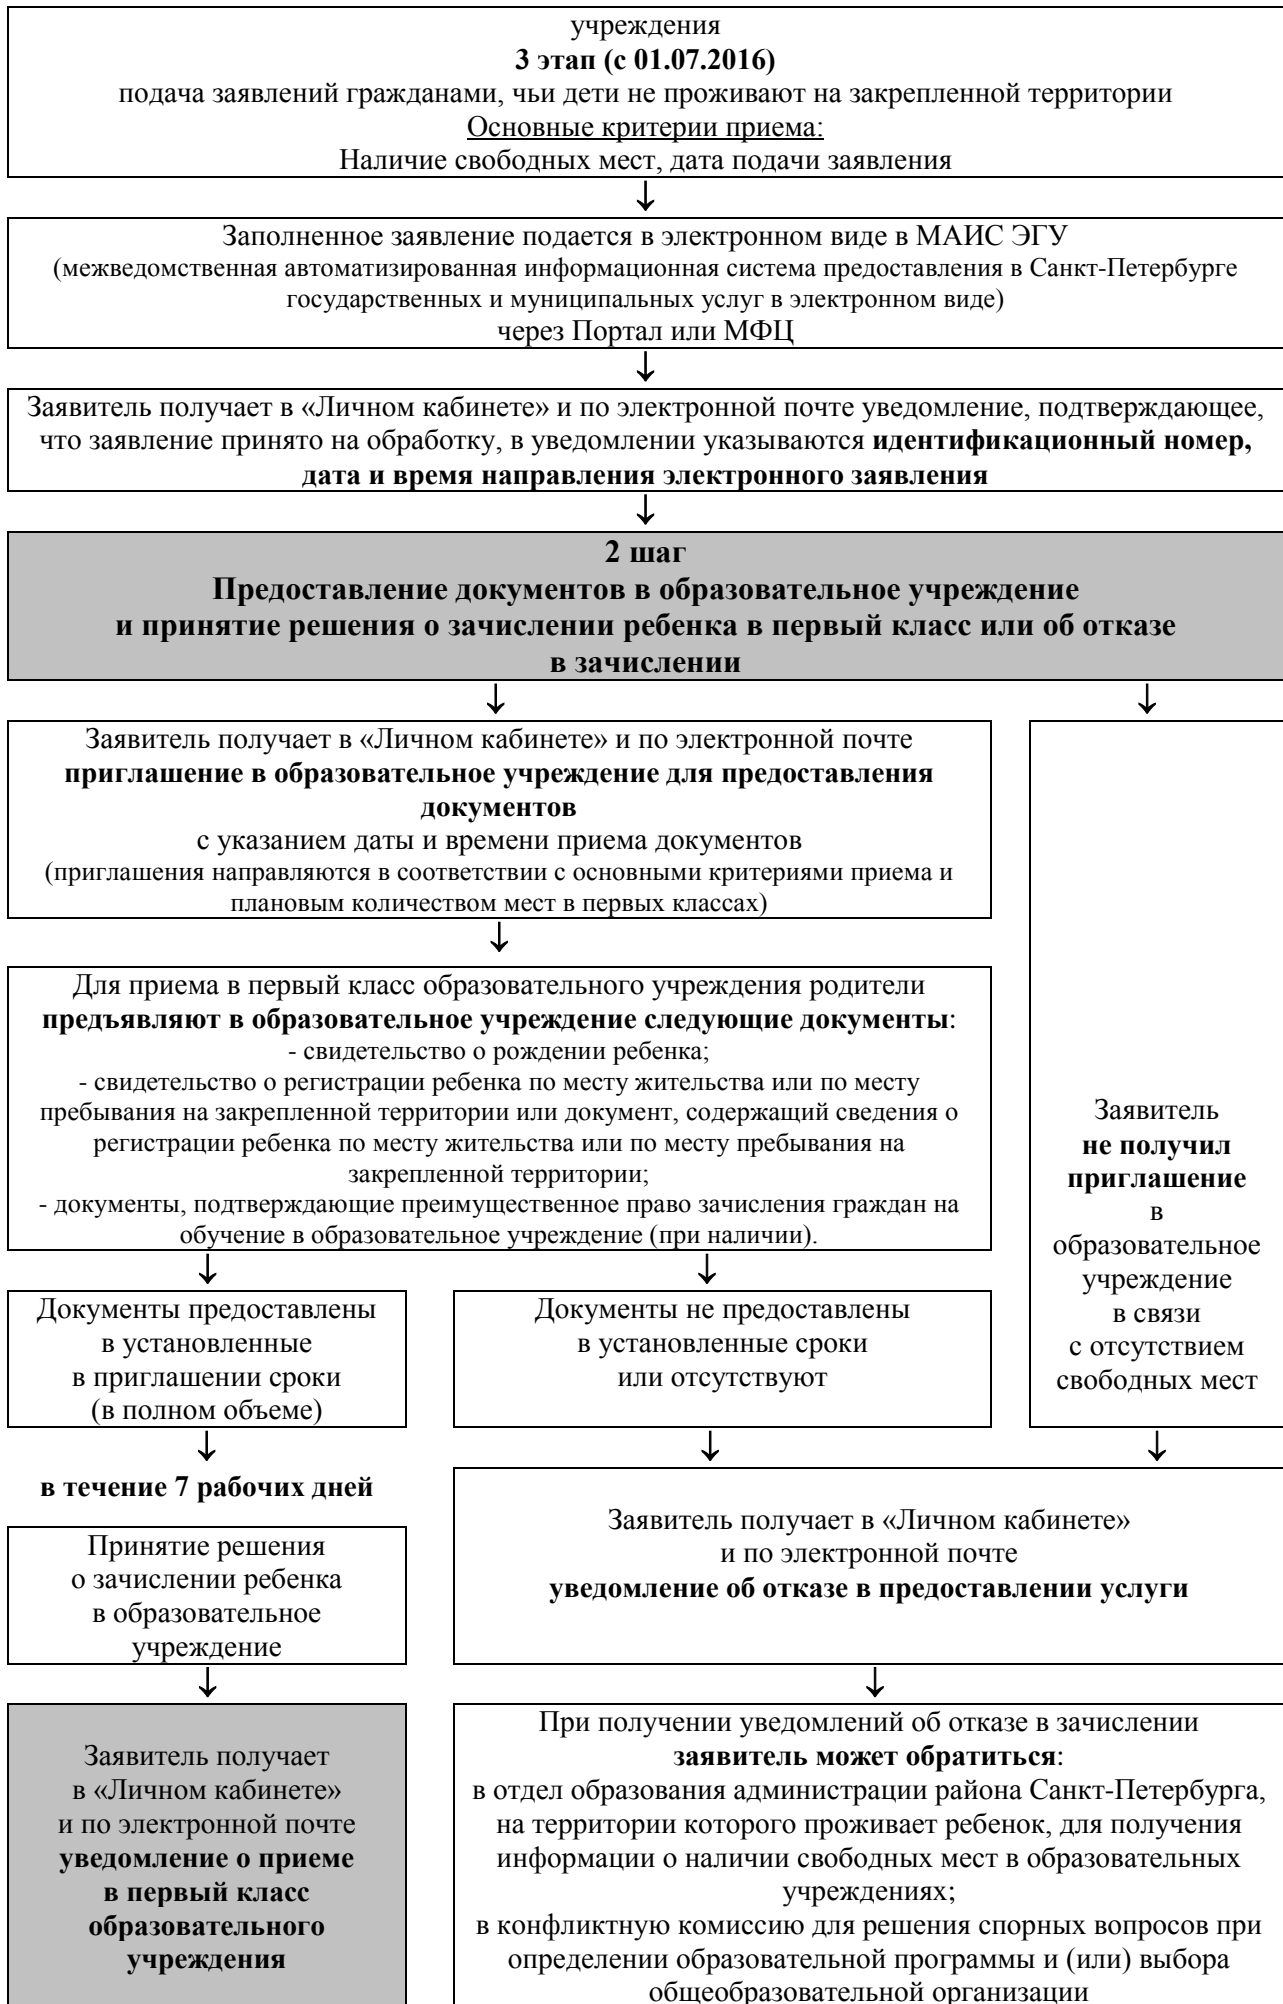 учреждения
3 этап (с 01.07.2016)
подача заявлений гражданами, чьи дети не проживают на закрепленной территории
Основные критерии приема:
Наличие свободных мест, дата подачи заявления
Заполненное заявление подается в электронном виде в МАИС ЭГУ
(межведомственная автоматизированная информационная система предоставления в Санкт-Петербурге
государственных и муниципальных услуг в электронном виде)
через Портал или МФЦ
Заявитель получает в «Личном кабинете» и по электронной почте уведомление, подтверждающее,
что заявление принято на обработку, в уведомлении указываются идентификационный номер,
дата и время направления электронного заявления
2 шаг
Предоставление документов в образовательное учреждение
и принятие решения о зачислении ребенка в первый класс или об отказе
в зачислении
Заявитель получает в «Личном кабинете» и по электронной почте
приглашение в образовательное учреждение для предоставления
документов
с указанием даты и времени приема документов
(приглашения направляются в соответствии с основными критериями приема и
плановым количеством мест в первых классах)
Для приема в первый класс образовательного учреждения родители
предъявляют в образовательное учреждение следующие документы:
- свидетельство о рождении ребенка;
- свидетельство о регистрации ребенка по месту жительства или по месту
пребывания на закрепленной территории или документ, содержащий сведения о
регистрации ребенка по месту жительства или по месту пребывания на
закрепленной территории;
- документы, подтверждающие преимущественное право зачисления граждан на
обучение в образовательное учреждение (при наличии).
Заявитель
не получил
приглашение
в
образовательное
учреждение
в связи
с отсутствием
свободных мест
Документы предоставлены
в установленные
в приглашении сроки
(в полном объеме)
Документы не предоставлены
в установленные сроки
или отсутствуют
в течение 7 рабочих дней
Принятие решения
о зачислении ребенка
в образовательное
учреждение
Заявитель получает в «Личном кабинете»
и по электронной почте
уведомление об отказе в предоставлении услуги
Заявитель получает
в «Личном кабинете»
и по электронной почте
уведомление о приеме
в первый класс
образовательного
учреждения
При получении уведомлений об отказе в зачислении
заявитель может обратиться:
в отдел образования администрации района Санкт-Петербурга,
на территории которого проживает ребенок, для получения
информации о наличии свободных мест в образовательных
учреждениях;
в конфликтную комиссию для решения спорных вопросов при
определении образовательной программы и (или) выбора
общеобразовательной организации